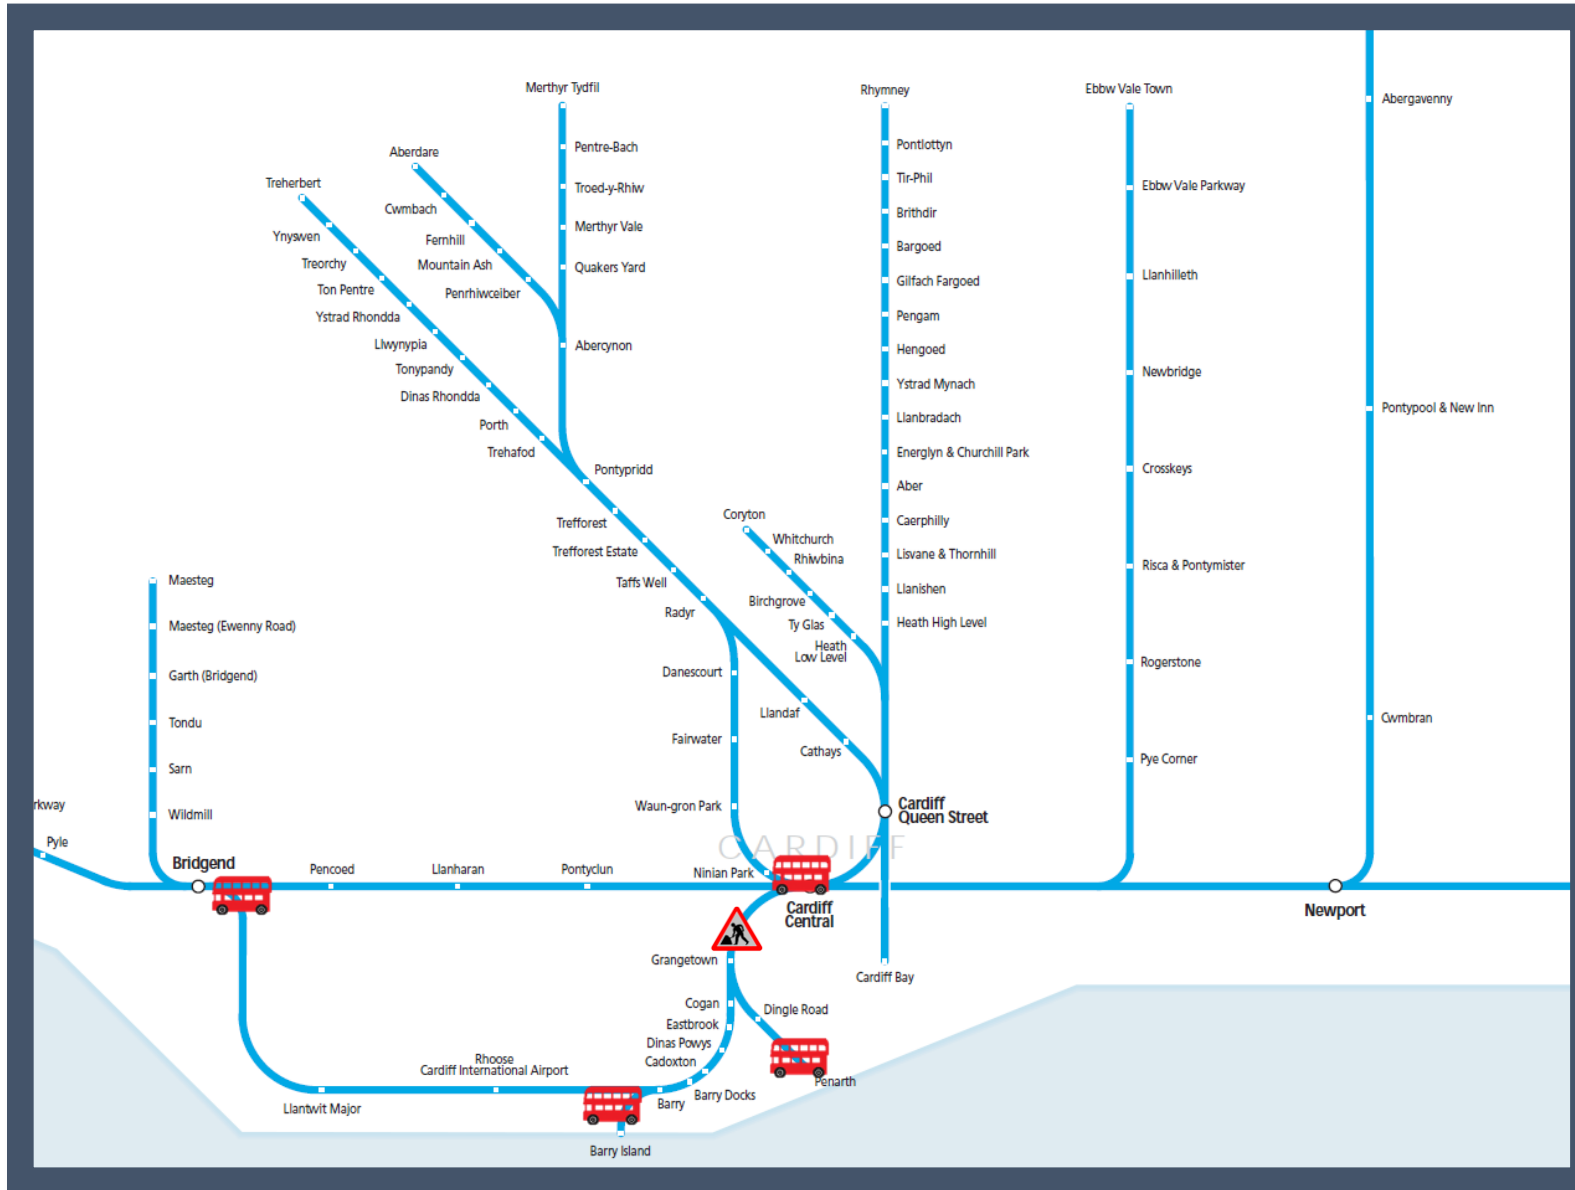 Merthyr Tydfil
Rhymney
Ebbw Vale Town
Abergavenny
Pentre-Bach
Pontlottyn
Aberdare
Tir-Phil
Treherbert
Troed-y-Rhiw
Ebbw Vale Parkway
Cwmbach
Brithdir
Merthyr Vale
Ynyswen
Fernhill
Bargoed
Treorchy
Mountain Ash
Quakers Yard
Llanhilleth
Gilfach Fargoed
Ton Pentre
Penrhiwceiber
Ystrad Rhondda
Pengam
Llwynypia
Abercynon
Hengoed
Tonypandy
Newbridge
Ystrad Mynach
Dinas Rhondda
Pontypool & New Inn
Llanbradach
Porth
Trehafod
Energlyn & Churchill Park
Pontypridd
Crosskeys
Aber
Coryton
Trefforest
Caerphilly
Whitchurch
Trefforest Estate
Rhiwbina
Lisvane & Thornhill
Risca & Pontymister
Maesteg
Taffs Well
Llanishen
Birchgrove
Radyr
Maesteg (Ewenny Road)
Ty Glas
Heath High Level
Heath
Low Level
Rogerstone
Garth (Bridgend)
Danescourt
Llandaf
Cwmbran
Tondu
Fairwater
Cathays
Pye Corner
Sarn
rkway
Waun-gron Park
Cardiff
Queen Street
Wildmill
Pyle
CARDIFF
Bridgend
Pencoed
Llanharan
Pontyclun
Ninian Park
Cardiff
Central
Newport
Grangetown
Cardiff Bay
Cogan
Dingle Road
Eastbrook
Dinas Powys
Rhoose
Cardiff International Airport
Cadoxton
Penarth
Barry Docks
Llantwit Major
Barry
Barry Island